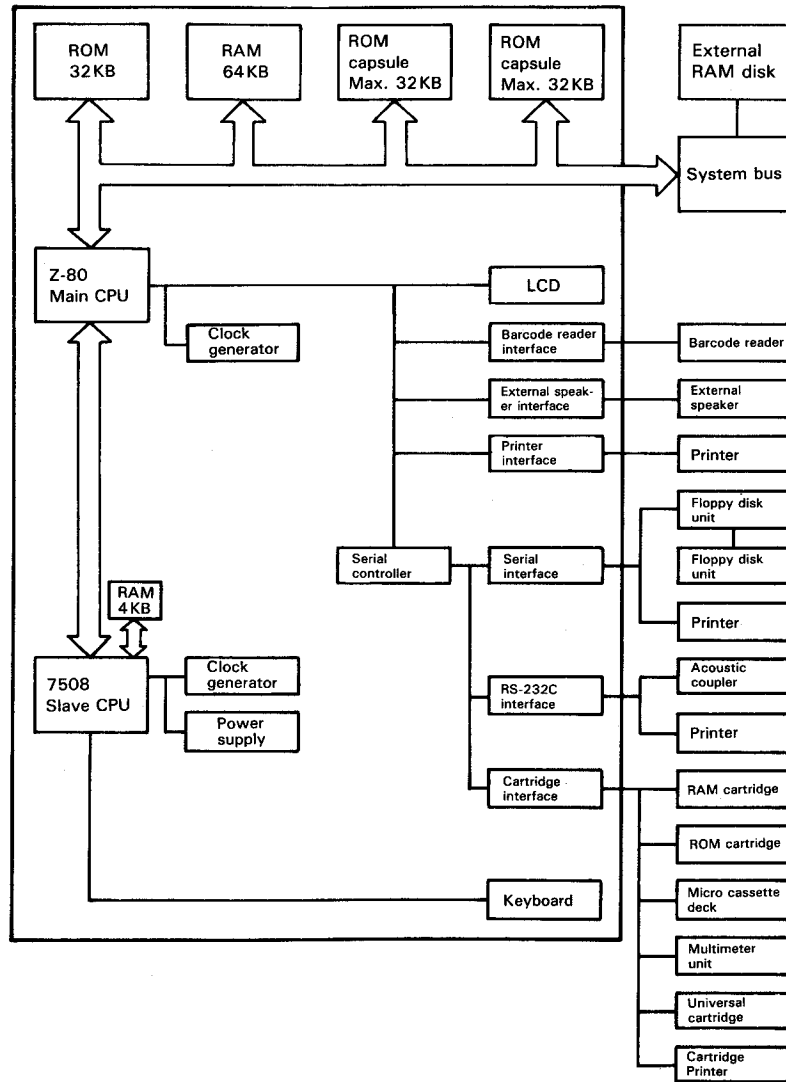 ROM
32KB
RAM
64KB
ROM
capsule
Max. 32KB
ROM
capsule
Max. 32KB
External
RAM disk
System bus
Z-80
Main CPU
LCD
Clock
generator
Barcode reader
interface
Barcode reader
External speak-
er interface
External
speaker
Printer
interface
Printer
Floppy disk
unit
Serial
controller
Serial
interface
Floppy disk
unit
RAM
4KB
Printer
7508
Slave CPU
Clock
generator
RS-232C
interface
Acoustic
coupler
Power
supply
Printer
Cartridge
interface
RAM cartridge
ROM cartridge
Keyboard
Micro cassette
deck
Multimeter
unit
Universal
cartridge
Cartridge
Printer